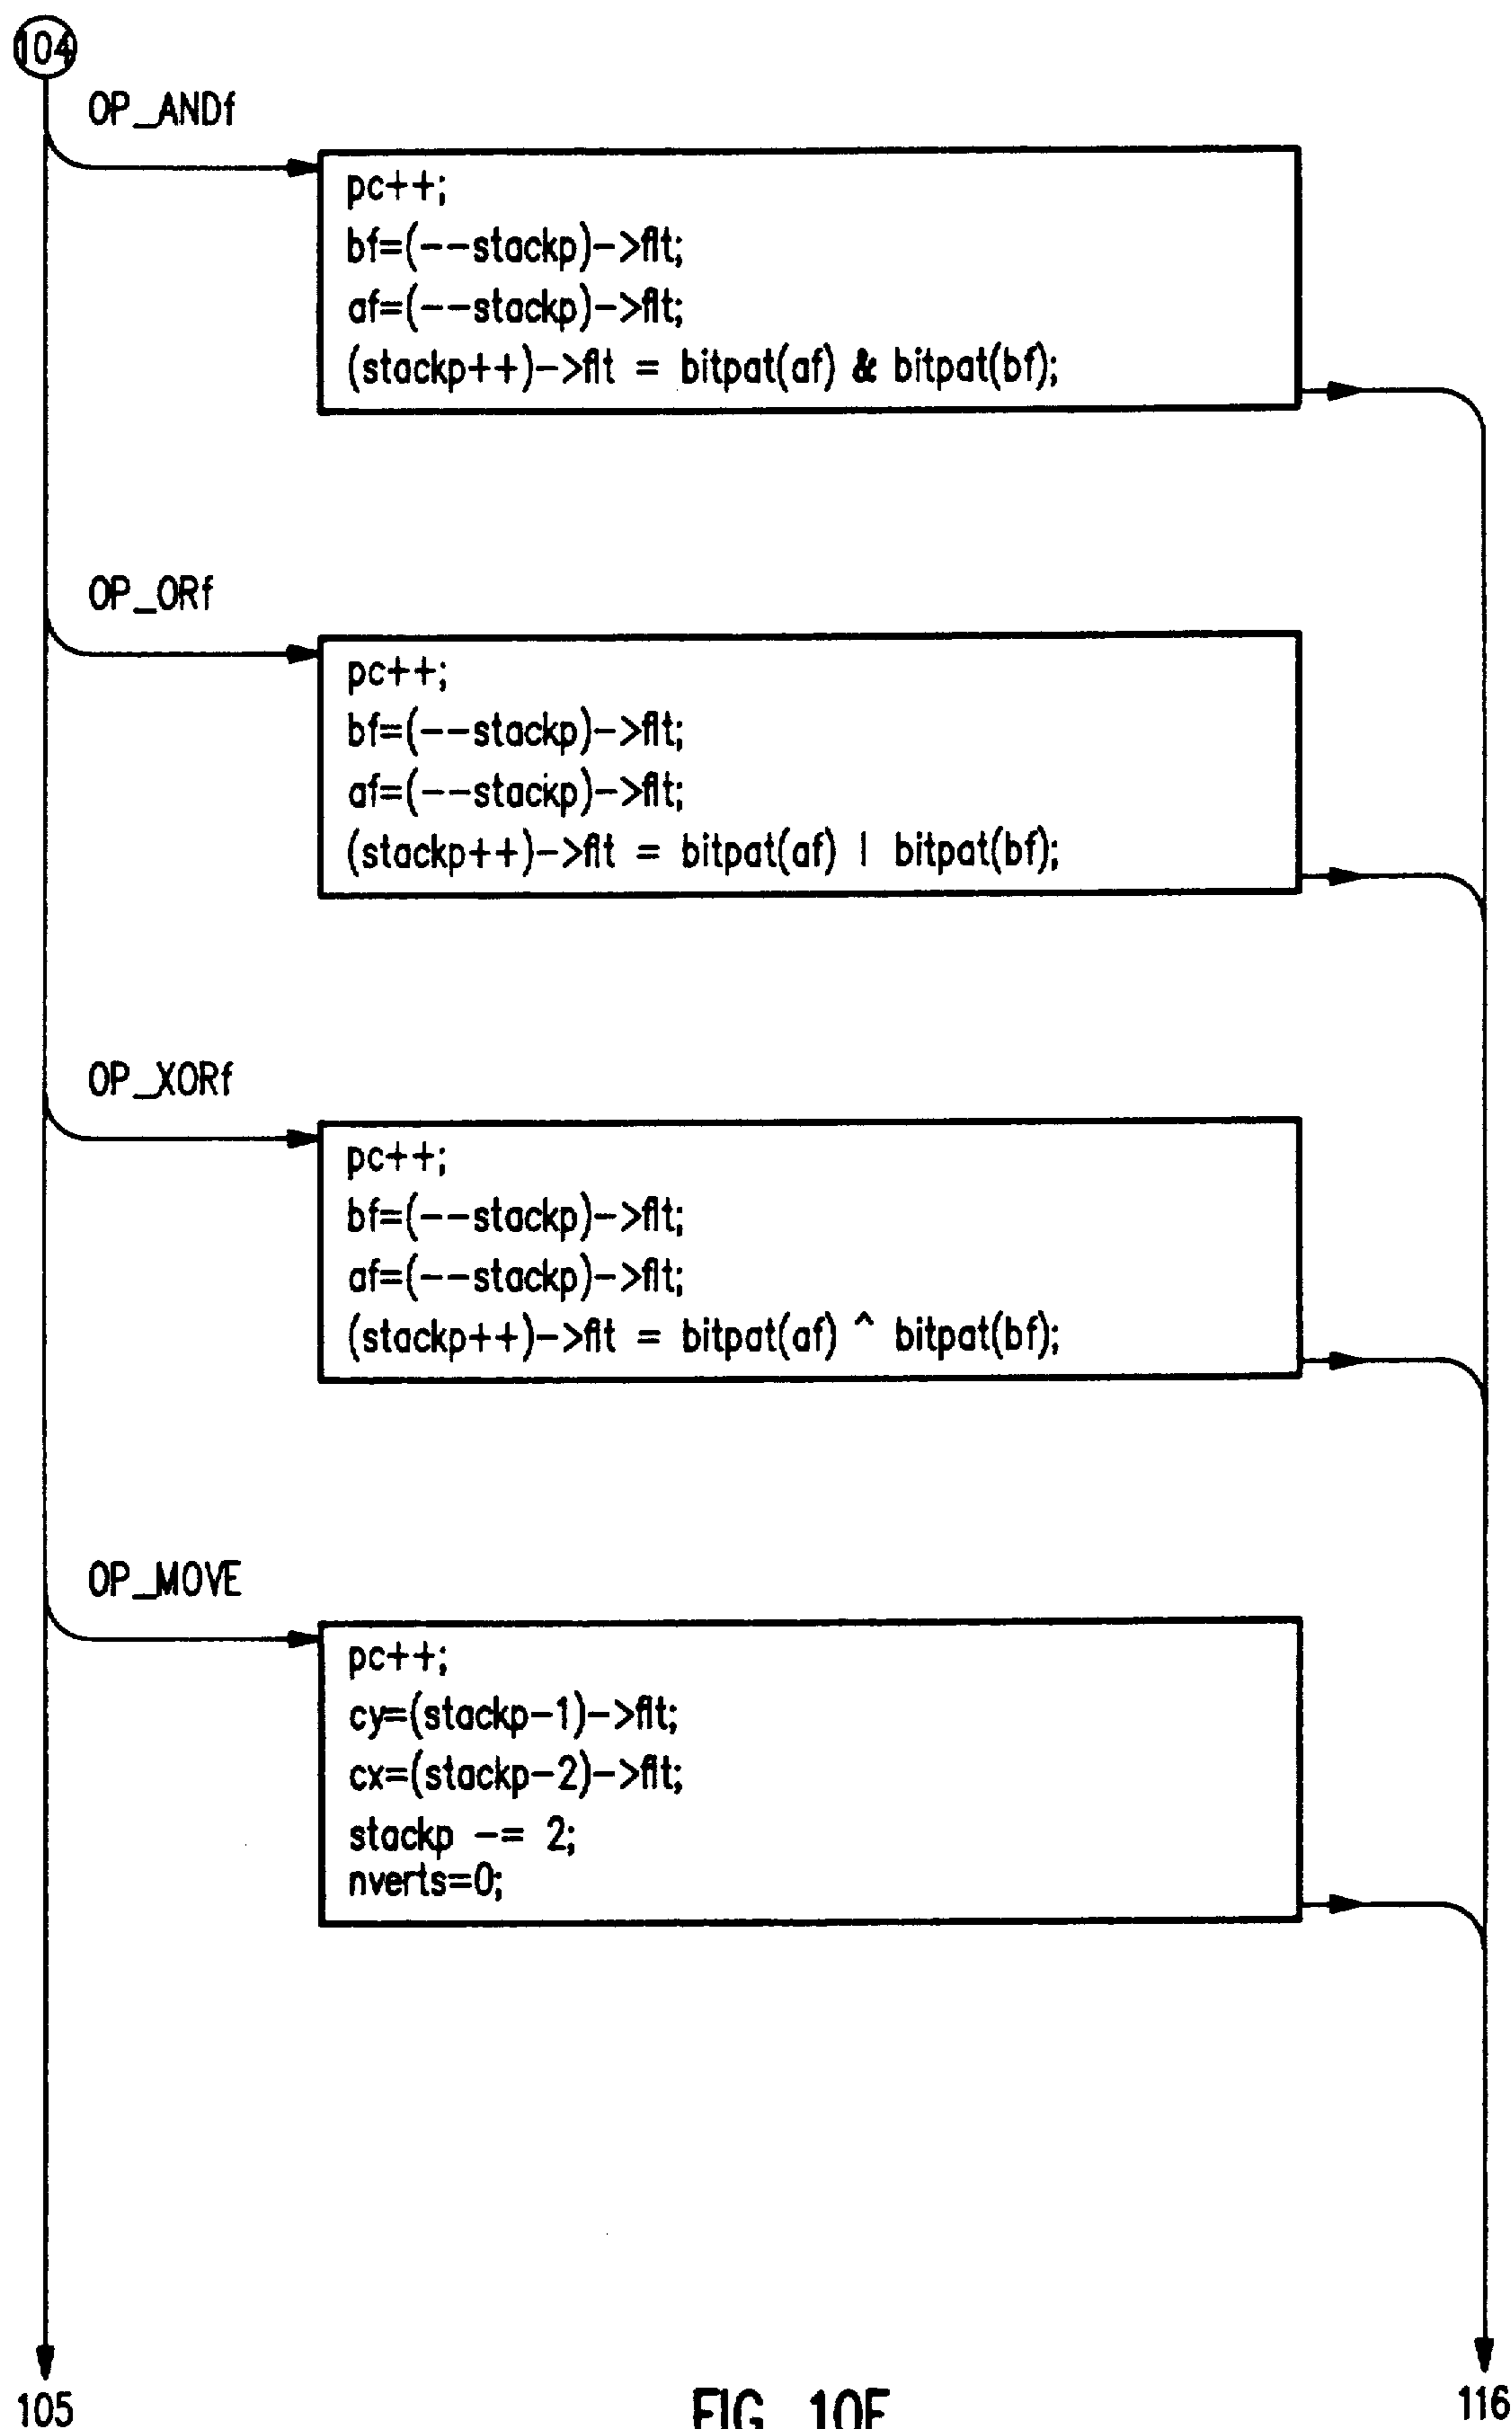 104
OP_ANDf
pc++;
bf=(--stackp)->flt;
af=(--stackp)->flt;
(stackp++)->flt = bitpat(af) & bitpat(bf);
OP_ORf
pc++;
bf=(--stackp)->flt;
af=(--stackp)->flt;
(stackp++)->flt = bitpat(af) | bitpat(bf);
OP_XORf
pc++;
bf=(--stackp)->flt;
af=(--stackp)->flt;
(stackp++)->flt = bitpat(af) ^ bitpat(bf);
OP_MOVE
pc++;
cy=(stackp-1)->flt;
cx=(stackp-2)->flt;
stackp -= 2;
nverts=0;
105
116
FIG.